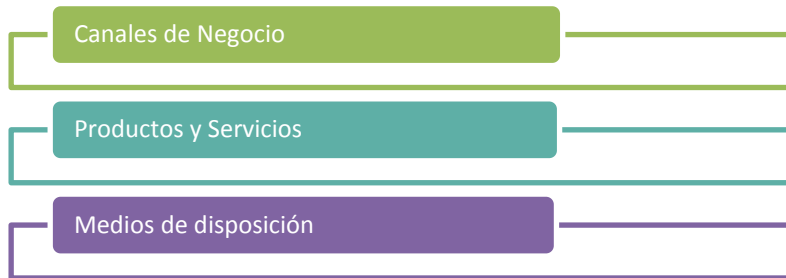 Canales de Negocio
Productos y Servicios
Medios de disposición